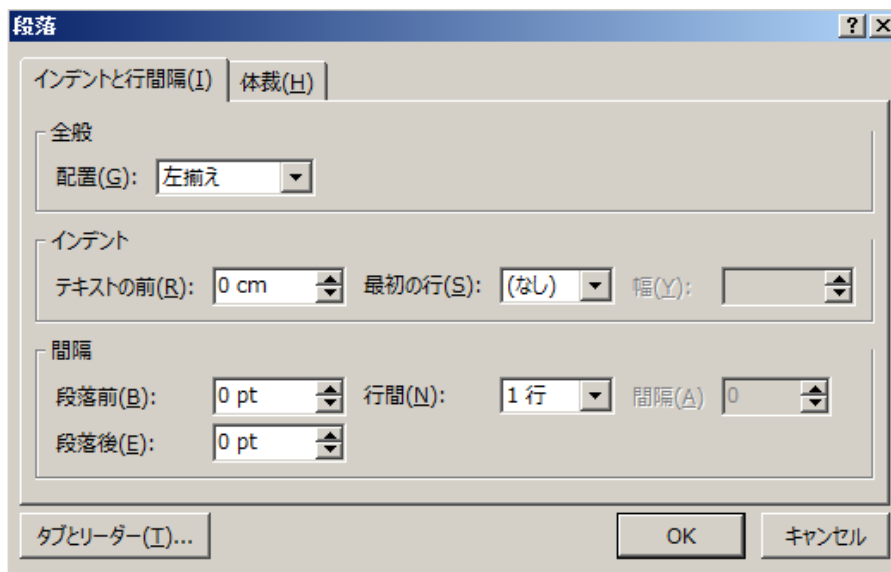 段落
インデントと行間隔(I) 体裁(H)
全般
配置(G): 左揃え
インデント
テキストの前(R): 0 cm 最初の行(S): (なし) 幅(Y):
間隔
段落前(B): 0 pt 行間(N): 1 行 間隔(A) 0
段落後(E): 0 pt
タブとリーダー(T)... OK キャンセル